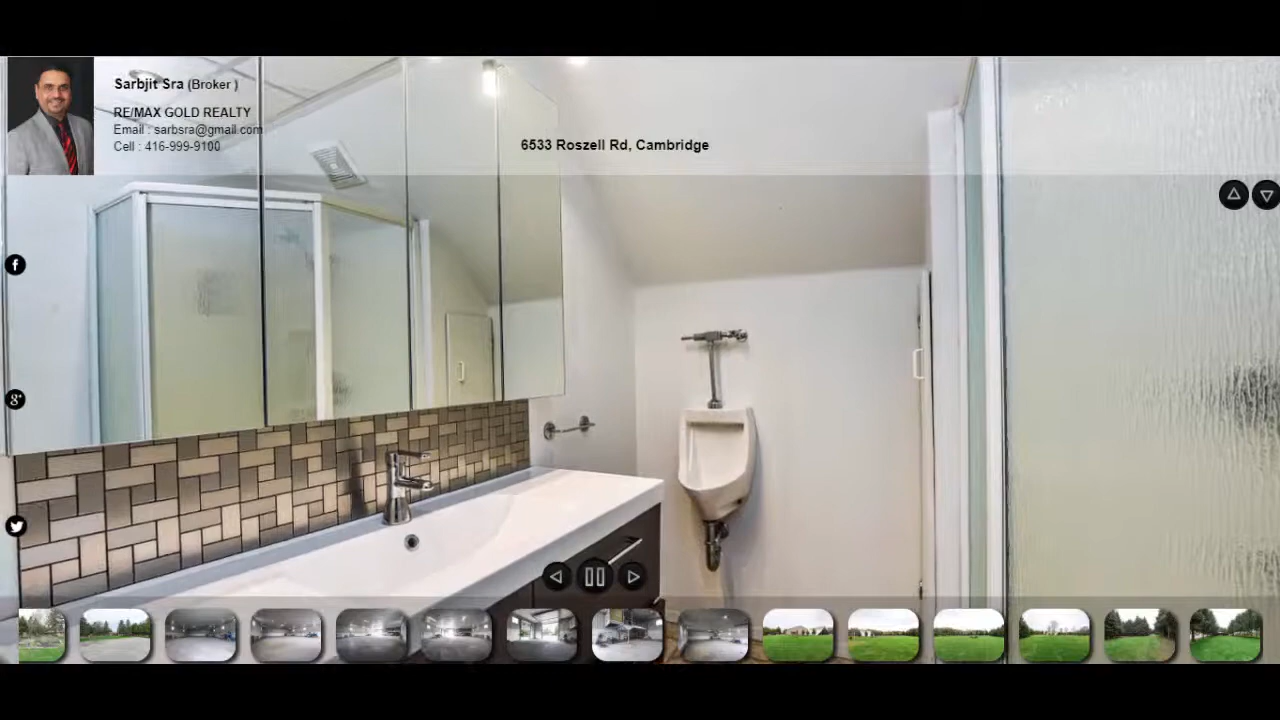 Sarbjit Sra (Broker )
RE/MAX GOLD REALTY
Email : sarbsra@gmail.com
Cell : 416-999-9100
6533 Roszell Rd, Cambridge
f
g+